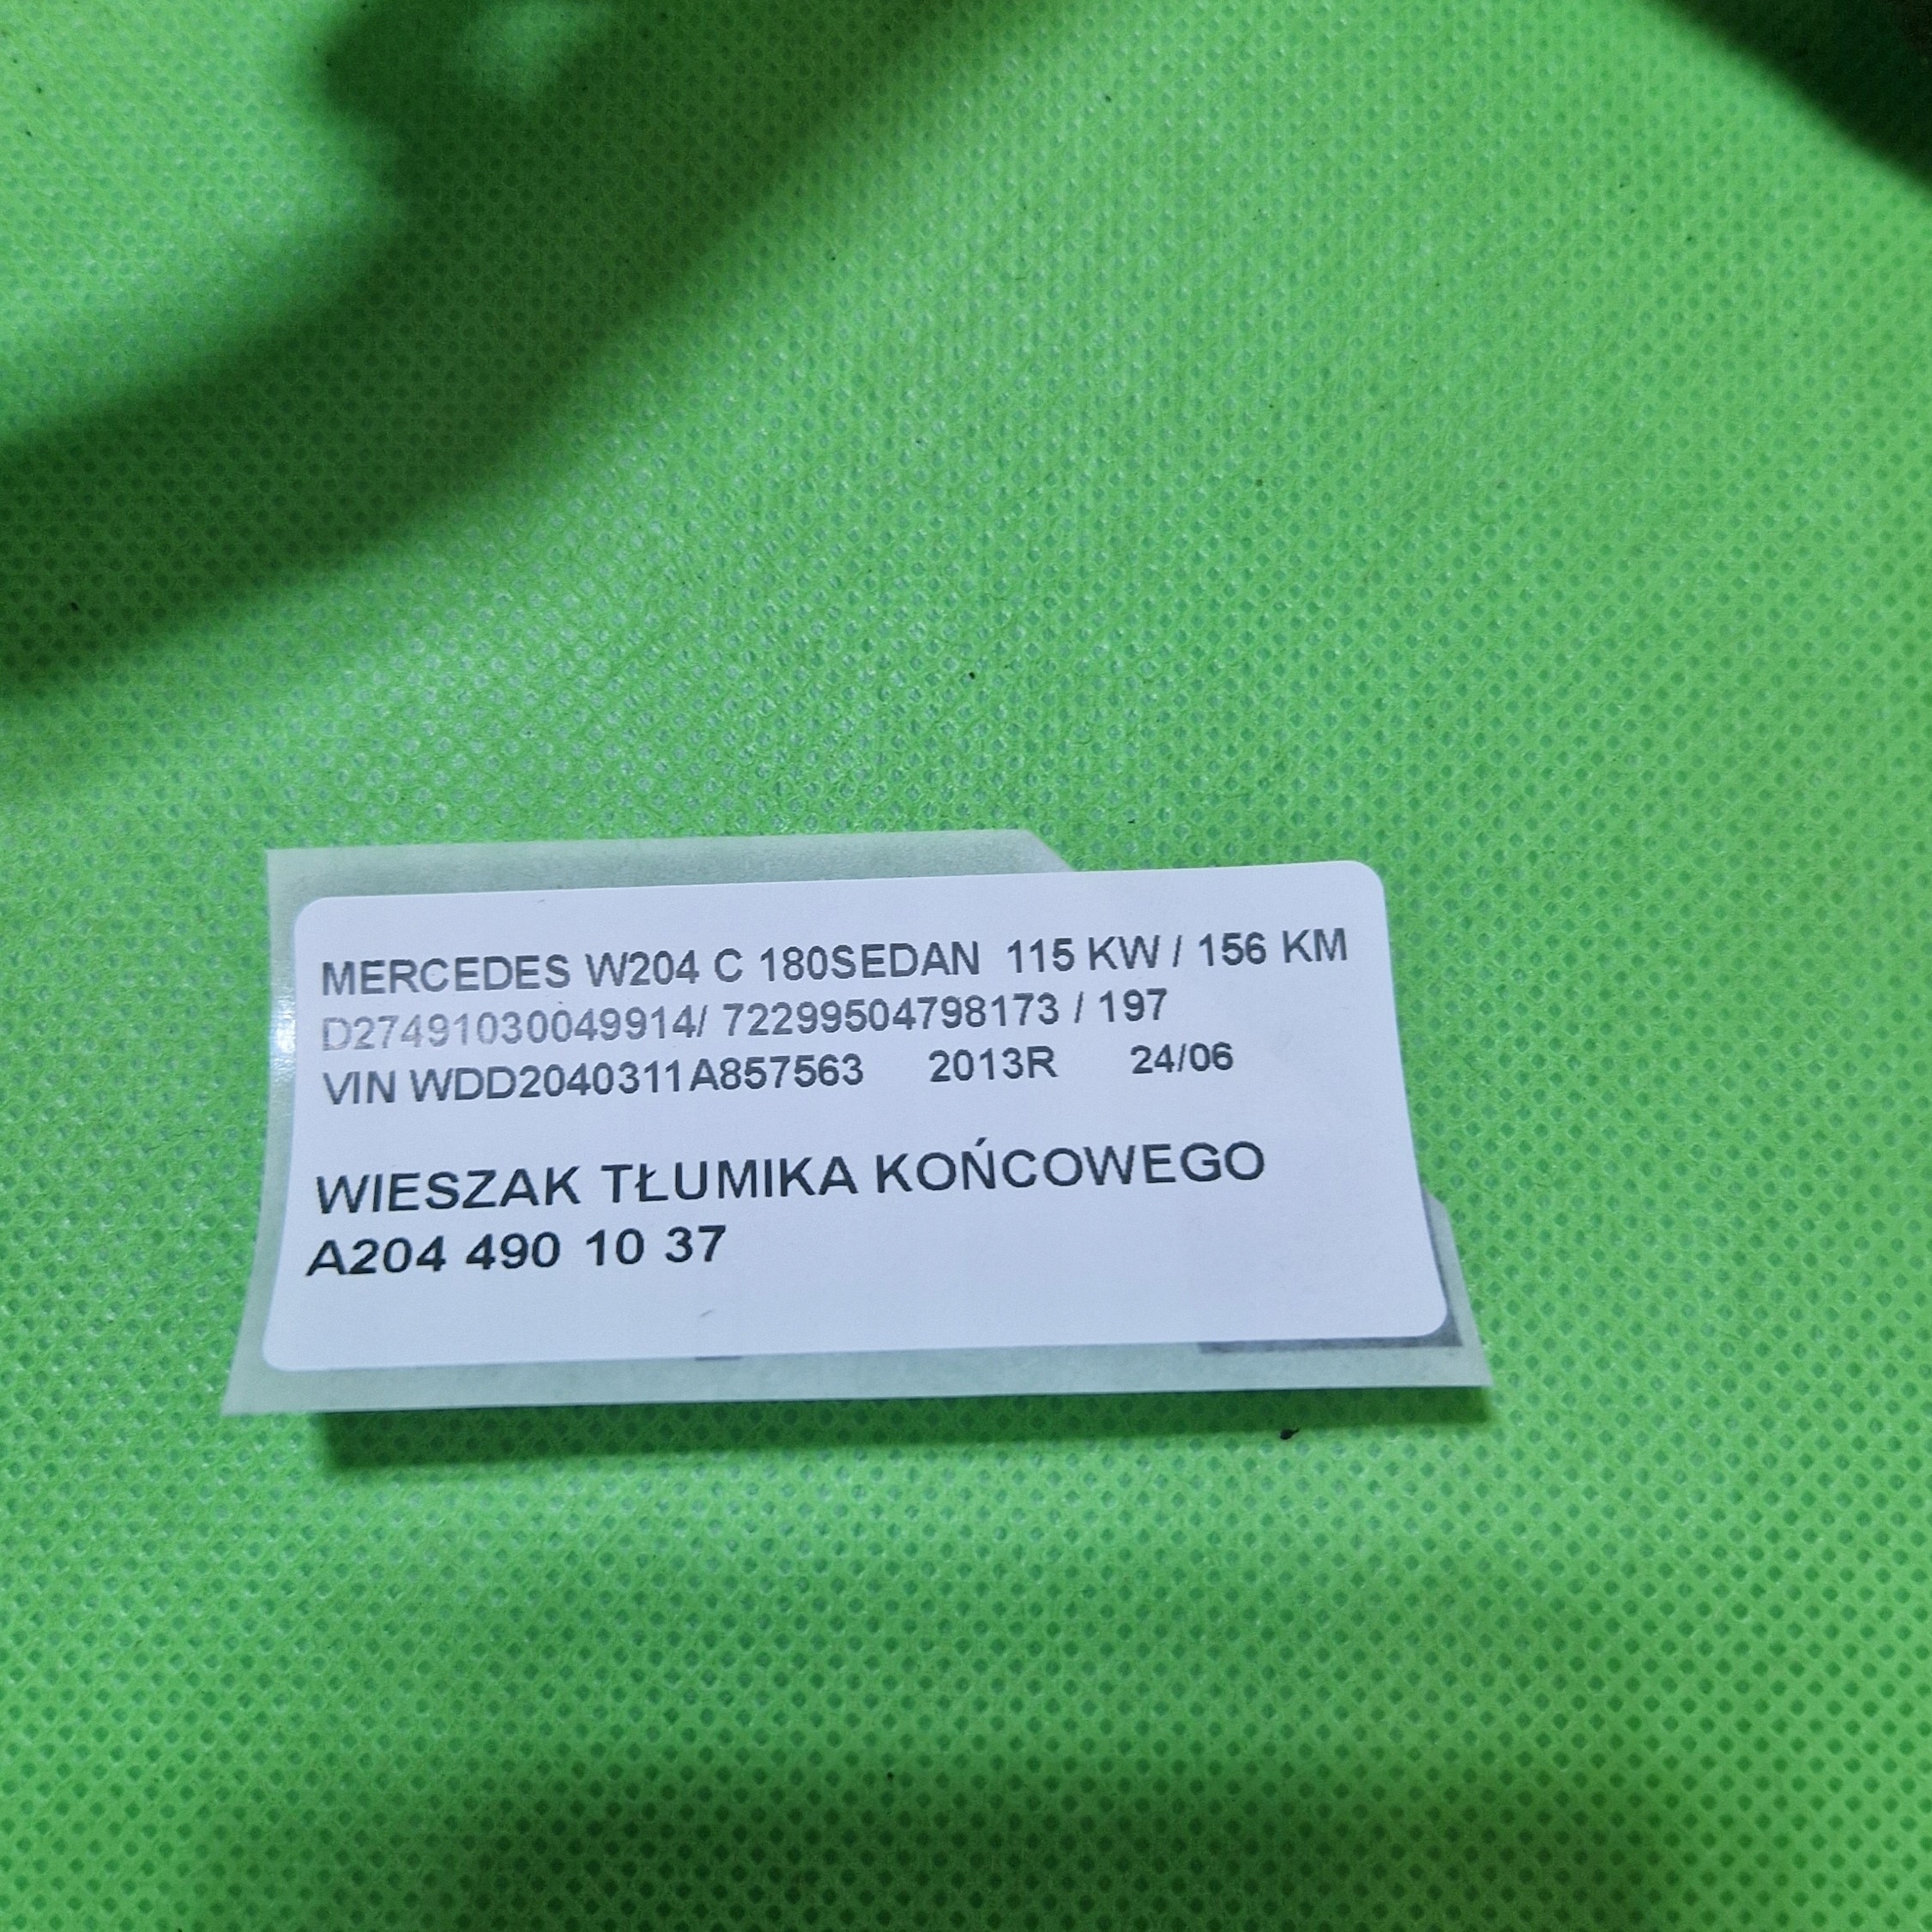 MERCEDES W204 C 180SEDAN 115 KW / 156 KM
D27491030049914/ 72299504798173 / 197
VIN WDD2040311A857563 2013R 24/06
WIESZAK TŁUMIKA KOŃCOWEGO
A204 490 10 37